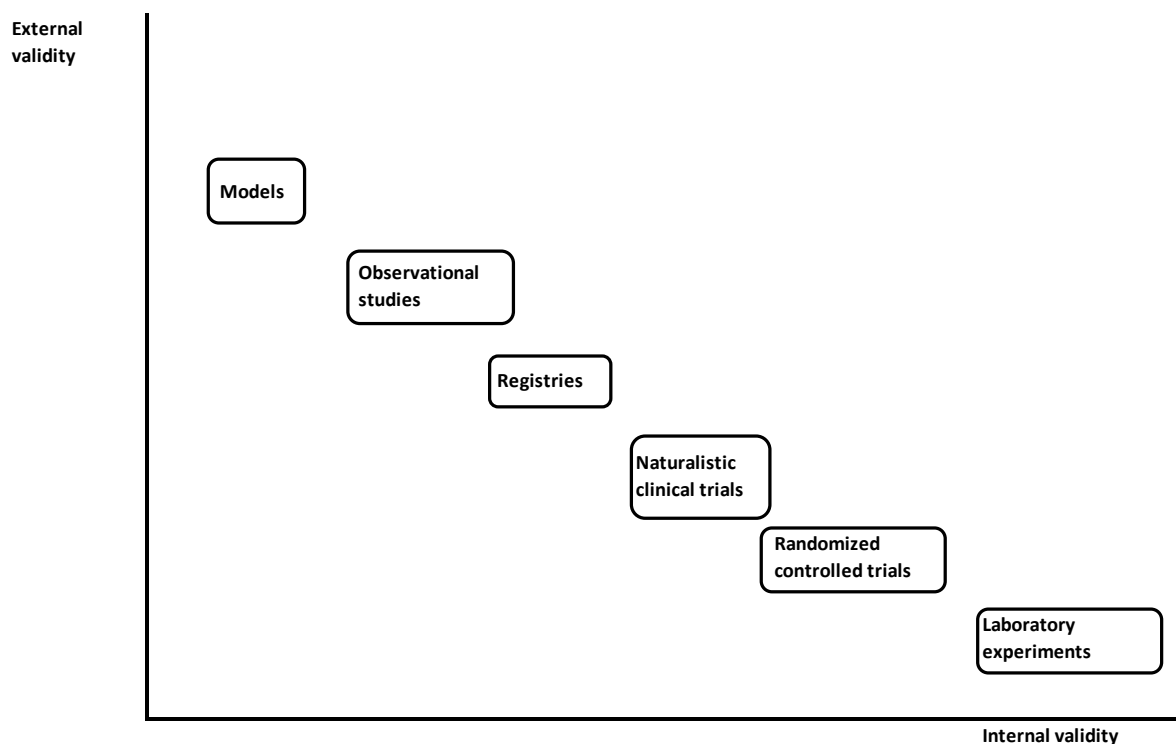 External
validity
Models
Observational
studies
Registries
Naturalistic
clinical trials
Randomized
controlled trials
Laboratory
experiments
Internal validity